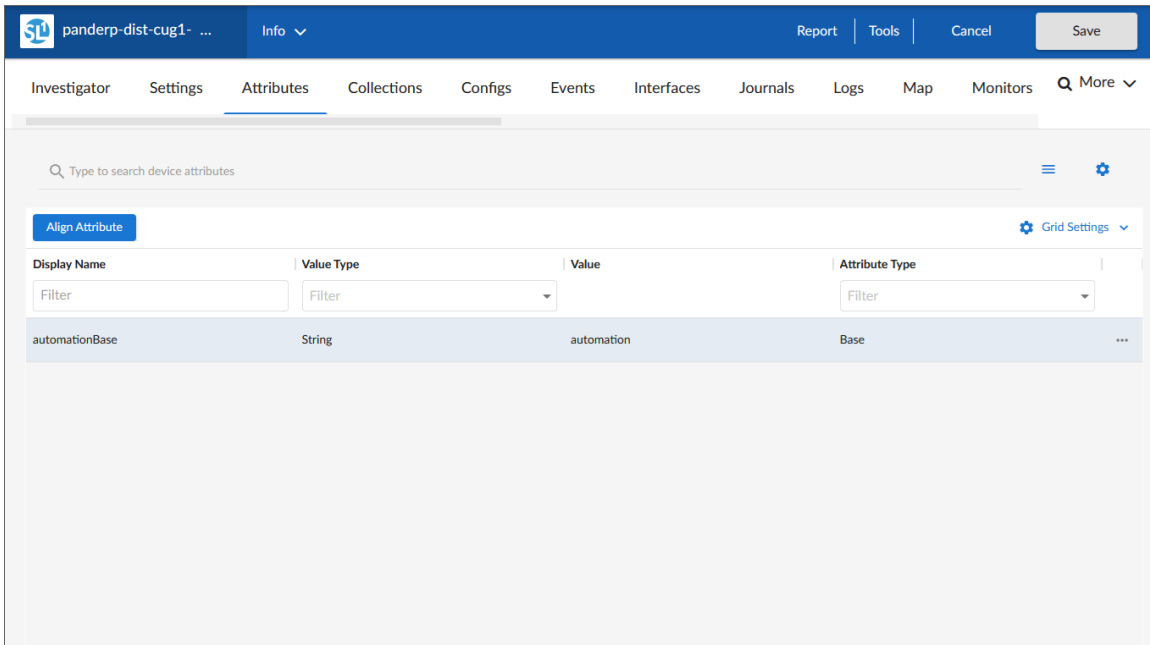 SL1 panderp-dist-cug1- ... Info Report Tools Cancel Save
Investigator Settings Attributes Collections Configs Events Interfaces Journals Logs Map Monitors More
Type to search device attributes
Align Attribute Grid Settings
Display Name Value Type Value Attribute Type
Filter Filter Filter
automationBase String automation Base